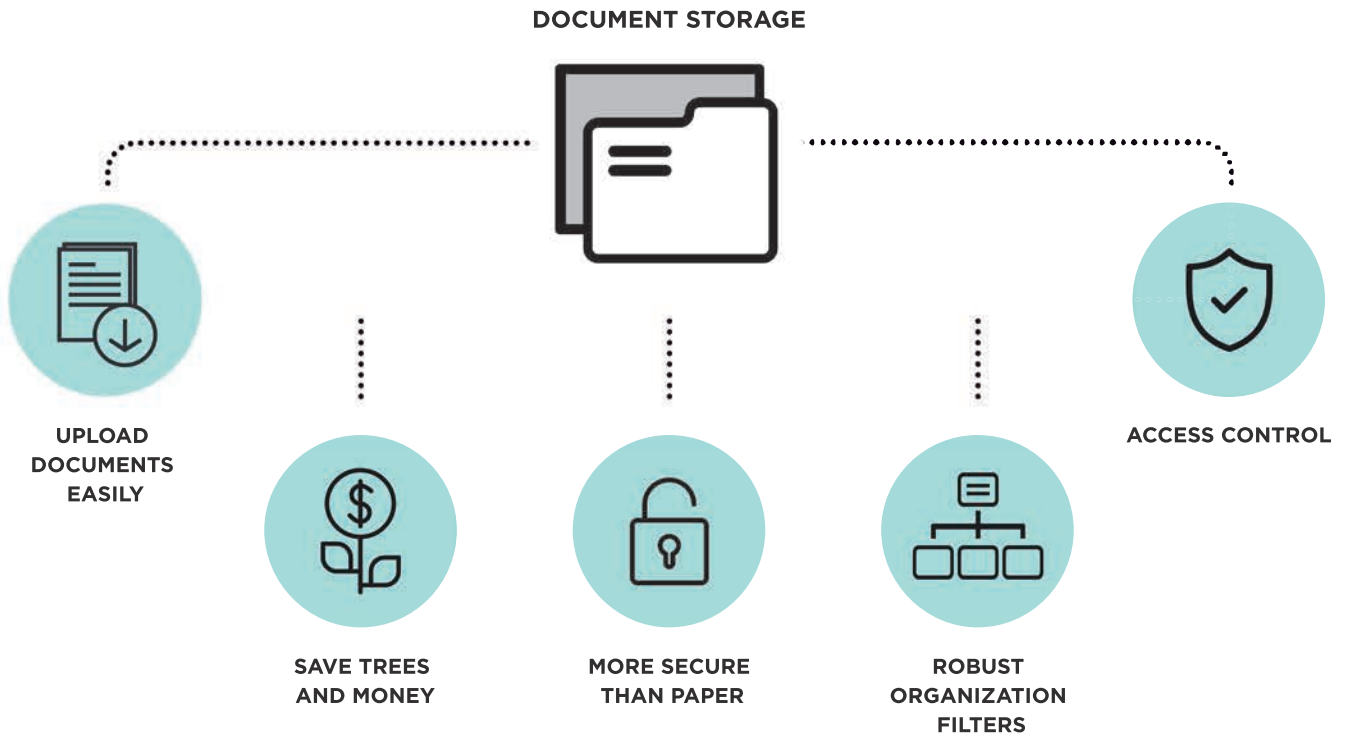 DOCUMENT STORAGE
UPLOAD
DOCUMENTS
EASILY
SAVE TREES
AND MONEY
MORE SECURE
THAN PAPER
ROBUST
ORGANIZATION
FILTERS
ACCESS CONTROL